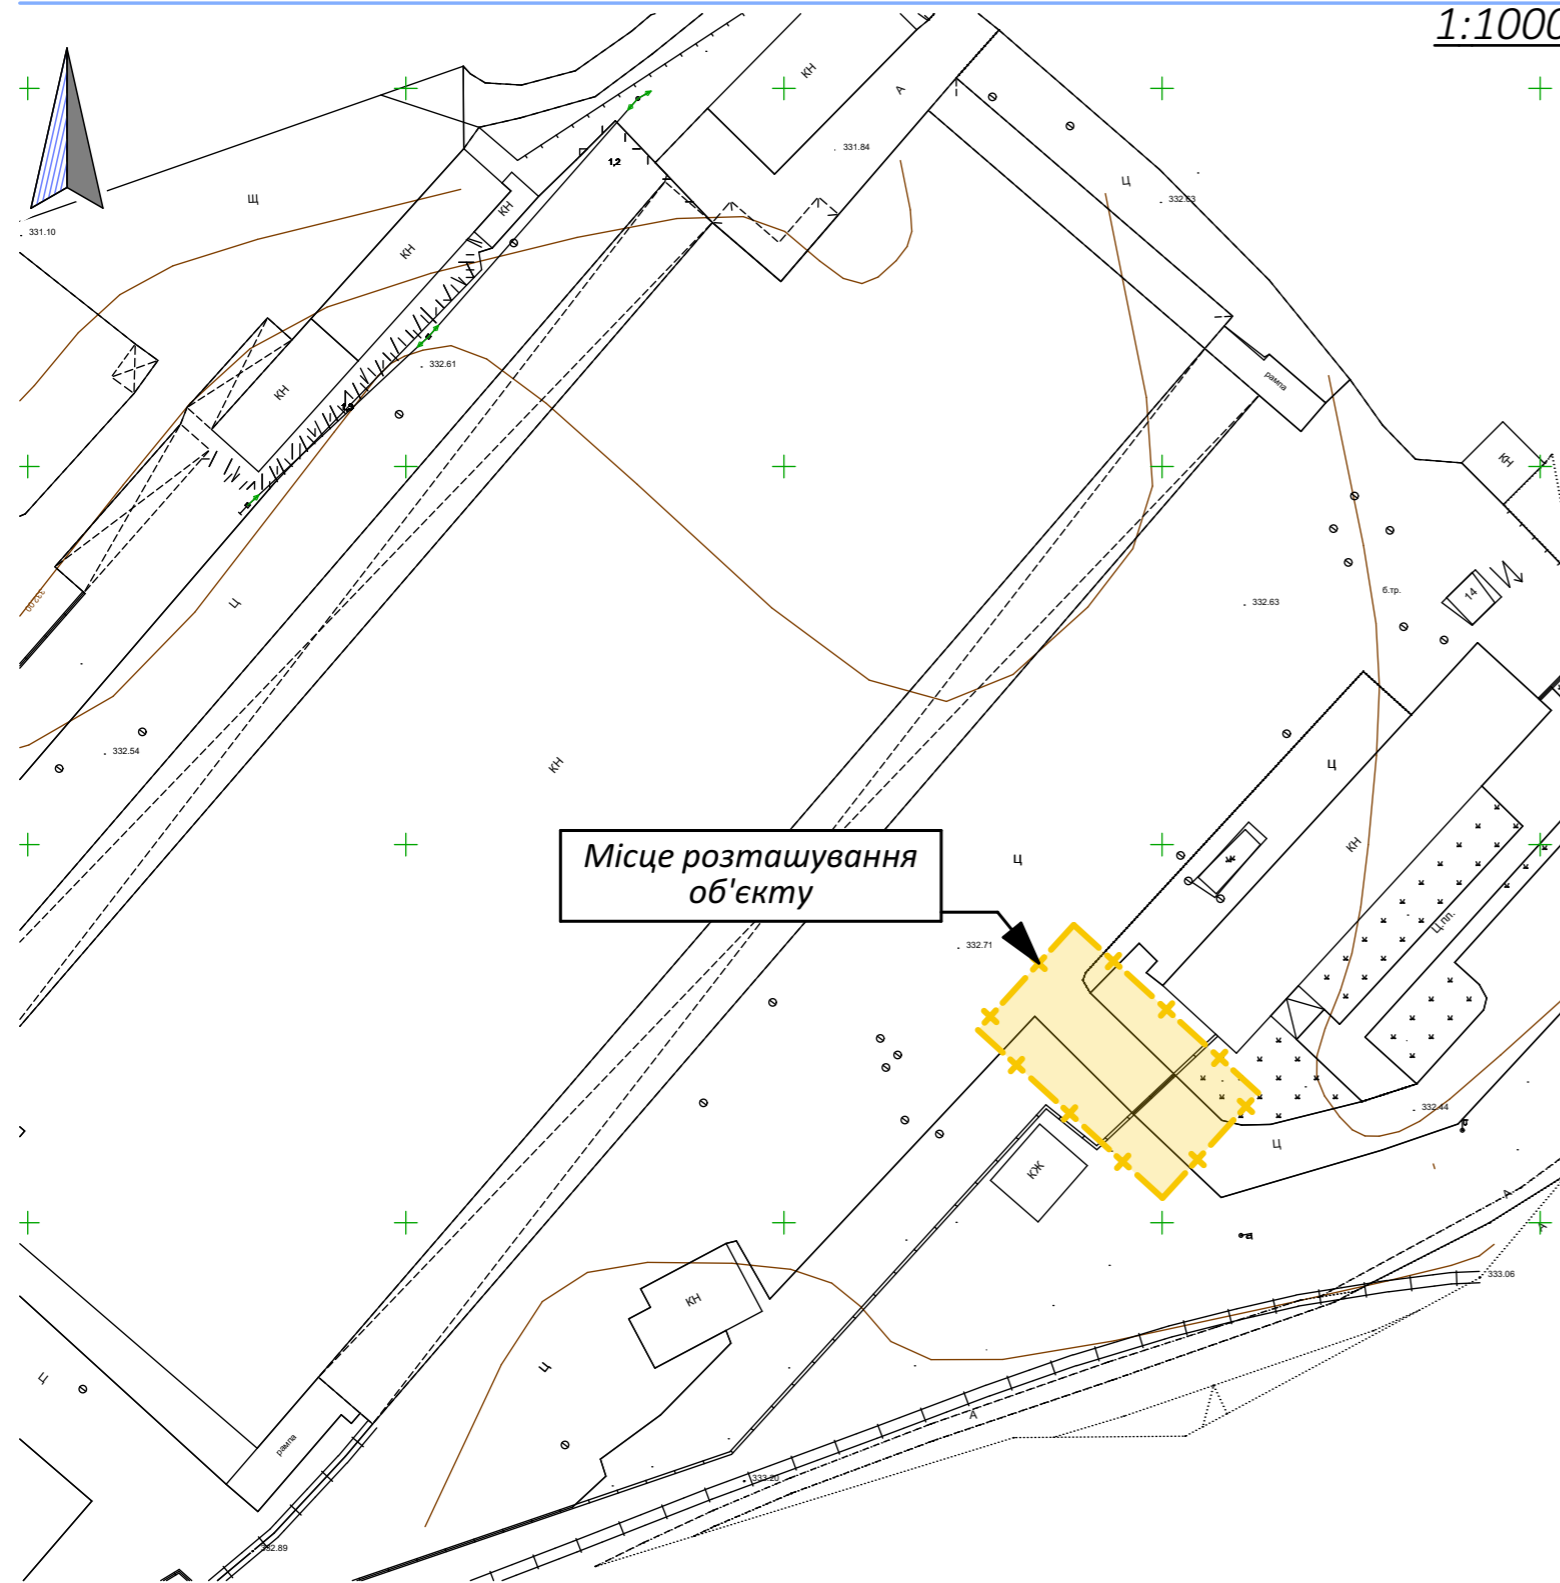 1:1000
КН
А
331.84
1,2
Ц
332.63
Щ
КН
331.10
КН
332.61
рампа
КН
КН
332.00
Ц
332.63
б.тр.
14
332.54
КН
Ц
КН
Місце розташування
об'єкту
Ц
Ц.пл.
332.71
332.44
Ц
КЖ
А
А
333.06
КН
Ц
Ц
А
рампа
333.20
332.89